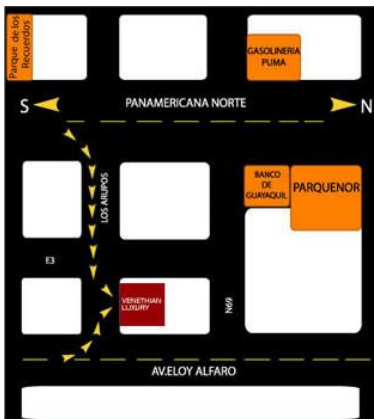 Parque de los
Recuerdos
GASOLINERIA
PUMA
S
PANAMERICANA NORTE
N
LOS ARUPOS
BANCO
DE
GUAYAQUIL
PARQUENOR
E3
VENETHIAN
LUXURY
N69
AV.ELOY ALFARO